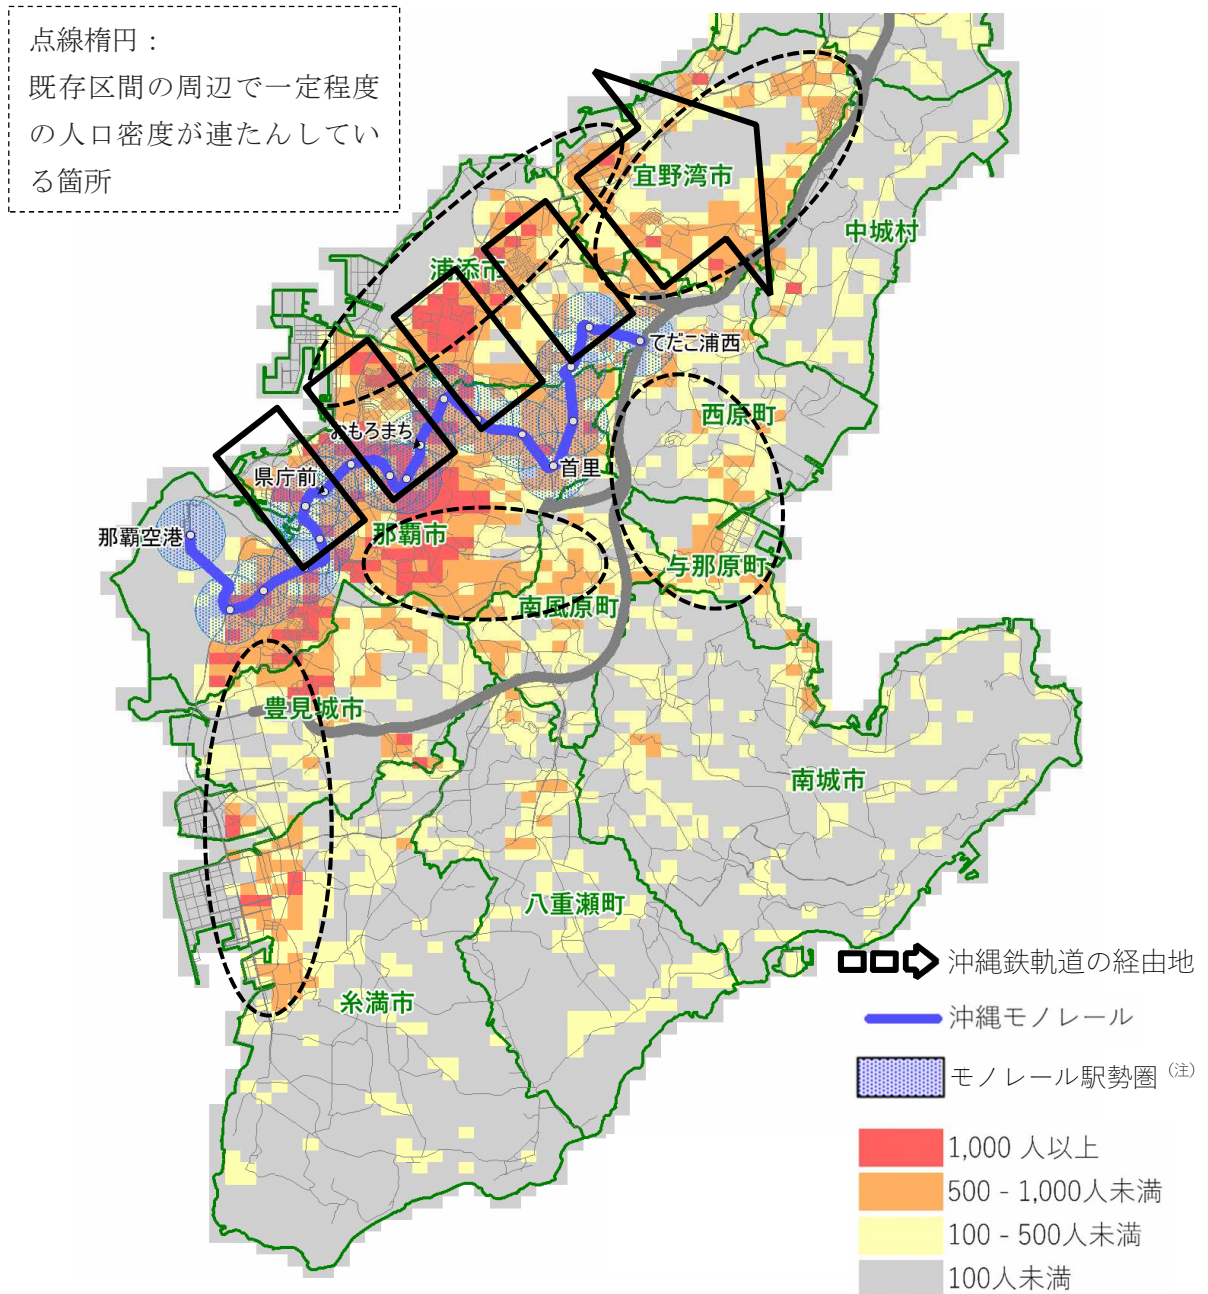 点線楕円：
既存区間の周辺で一定程度
の人口密度が連たんしてい
る箇所
宜野湾市
中城村
浦添市
てだこ浦西
西原町
おもろまち
首里
県庁前
那覇市
那覇空港
与那原町
南風原町
豊見城市
南城市
八重瀬町
糸満市
沖縄鉄軌道の経由地
沖縄モノレール
モノレール駅勢圏（注）
1,000 人以上
500 - 1,000人未満
100 - 500人未満
100人未満